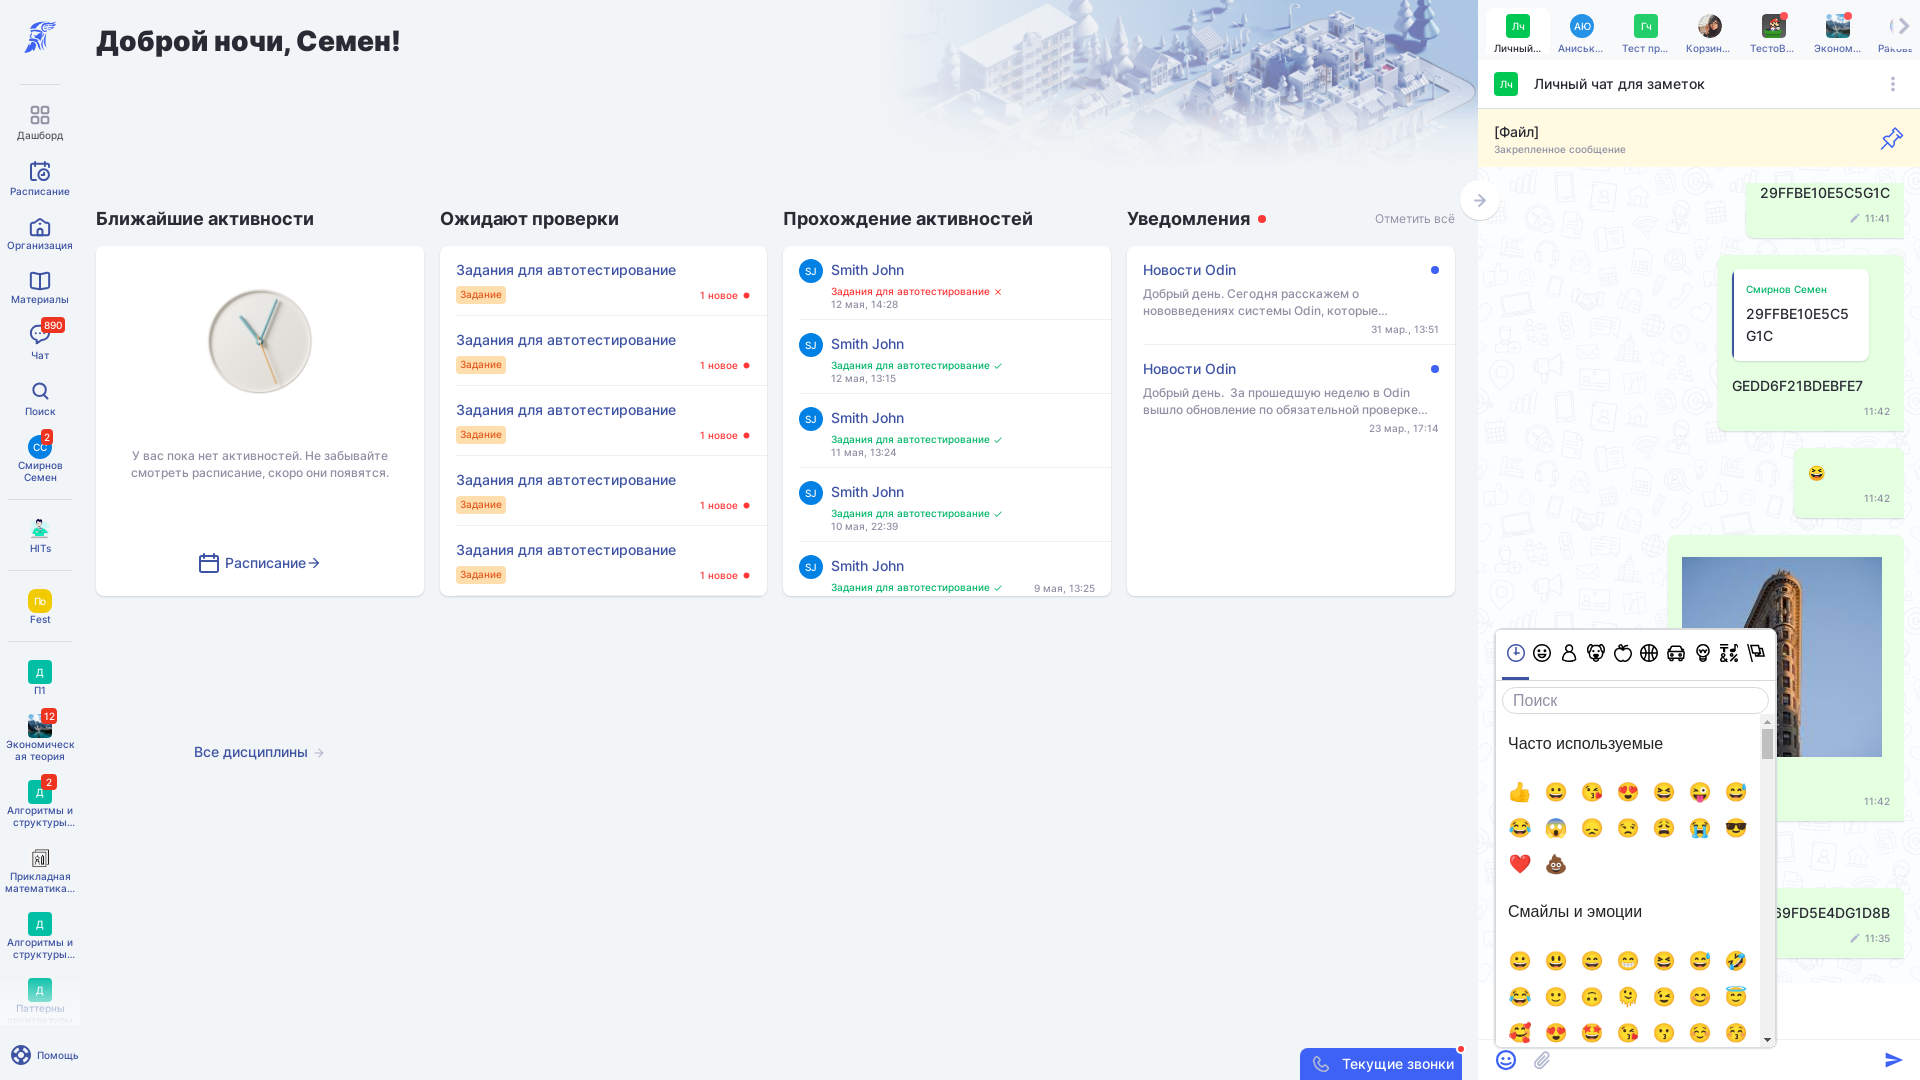 Доброй ночи, Семен!
Дашборд
Расписание
Организация
Материалы
890
Чат
Поиск
СС
2
Смирнов
Семен
HITs
По
Fest
Д
П1
12
Экономическ
ая теория
Д
2
Алгоритмы и
структуры...
Прикладная
математика...
Д
Алгоритмы и
структуры...
Д
Паттерны
Помощь
Ближайшие активности
У вас пока нет активностей. Не забывайте
смотреть расписание, скоро они появятся.
Расписание
Все дисциплины
Ожидают проверки
Задания для автотестирование
Задание
1 новое
Задания для автотестирование
Задание
1 новое
Задания для автотестирование
Задание
1 новое
Задания для автотестирование
Задание
1 новое
Задания для автотестирование
Задание
1 новое
Прохождение активностей
SJ
Smith John
Задания для автотестирование
12 мая, 14:28
SJ
Smith John
Задания для автотестирование
12 мая, 13:15
SJ
Smith John
Задания для автотестирование
11 мая, 13:24
SJ
Smith John
Задания для автотестирование
10 мая, 22:39
SJ
Smith John
Задания для автотестирование
9 мая, 13:25
Уведомления
Отметить всё
Новости Odin
Добрый день. Сегодня расскажем о
нововведениях системы Odin, которые...
31 мар., 13:51
Новости Odin
Добрый день.  За прошедшую неделю в Odin
вышло обновление по обязательной проверке...
23 мар., 17:14
Текущие звонки
Лч
Личный...
АЮ
Аниськ...
Гч
Тест пр...
Корзин...
ТестоВ...
Эконом...
Лч
Личный чат для заметок
[Файл]
Закрепленное сообщение
29FFBE10E5C5G1C
11:41
Смирнов Семен
29FFBE10E5C5
G1C
GEDD6F21BDEBFE7
11:42
11:42
11:42
69FD5E4DG1D8B
11:35
Поиск
Часто используемые
Смайлы и эмоции